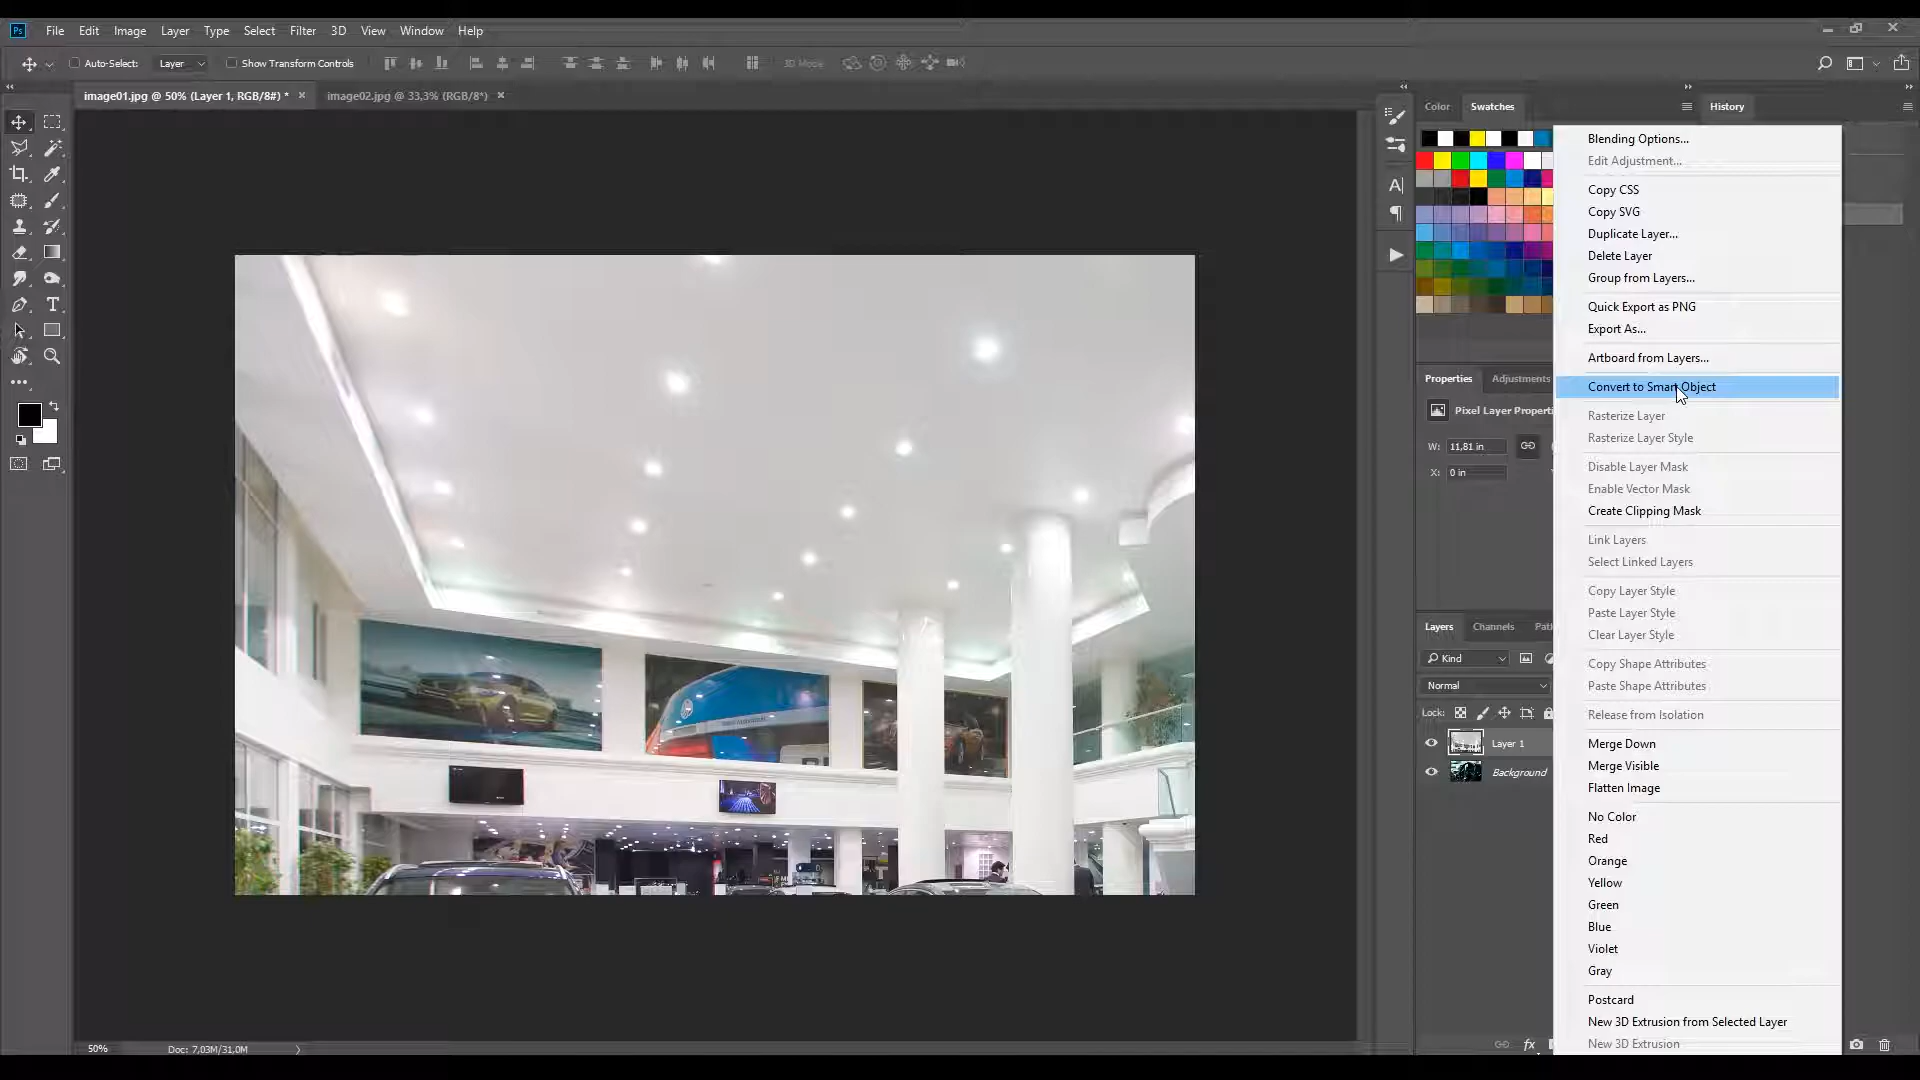 Ps File Edit Image Layer Type Select Filter 3D View Window Help
Auto-Select: Layer Show Transform Controls 3D Mode
image01.jpg @ 50% (Layer 1, RGB/8#) * image02.jpg @ 33,3% (RGB/8*)
Color Swatches History
Blending Options...
Edit Adjustment...
Copy CSS
Copy SVG
Duplicate Layer...
Delete Layer
Group from Layers...
Quick Export as PNG
Export As...
Artboard from Layers...
Convert to Smart Object
Rasterize Layer
Rasterize Layer Style
Disable Layer Mask
Enable Vector Mask
Create Clipping Mask
Link Layers
Select Linked Layers
Copy Layer Style
Paste Layer Style
Clear Layer Style
Copy Shape Attributes
Paste Shape Attributes
Release from Isolation
Merge Down
Merge Visible
Flatten Image
No Color
Red
Orange
Yellow
Green
Blue
Violet
Gray
Postcard
New 3D Extrusion from Selected Layer
New 3D Extrusion
Properties Adjustments
Pixel Layer Properti
W: 11,81 in
X: 0 in
Layers Channels Pat
Kind
Normal
Lock:
Layer 1
Background
fx
50% Doc: 7,03M/31,0M